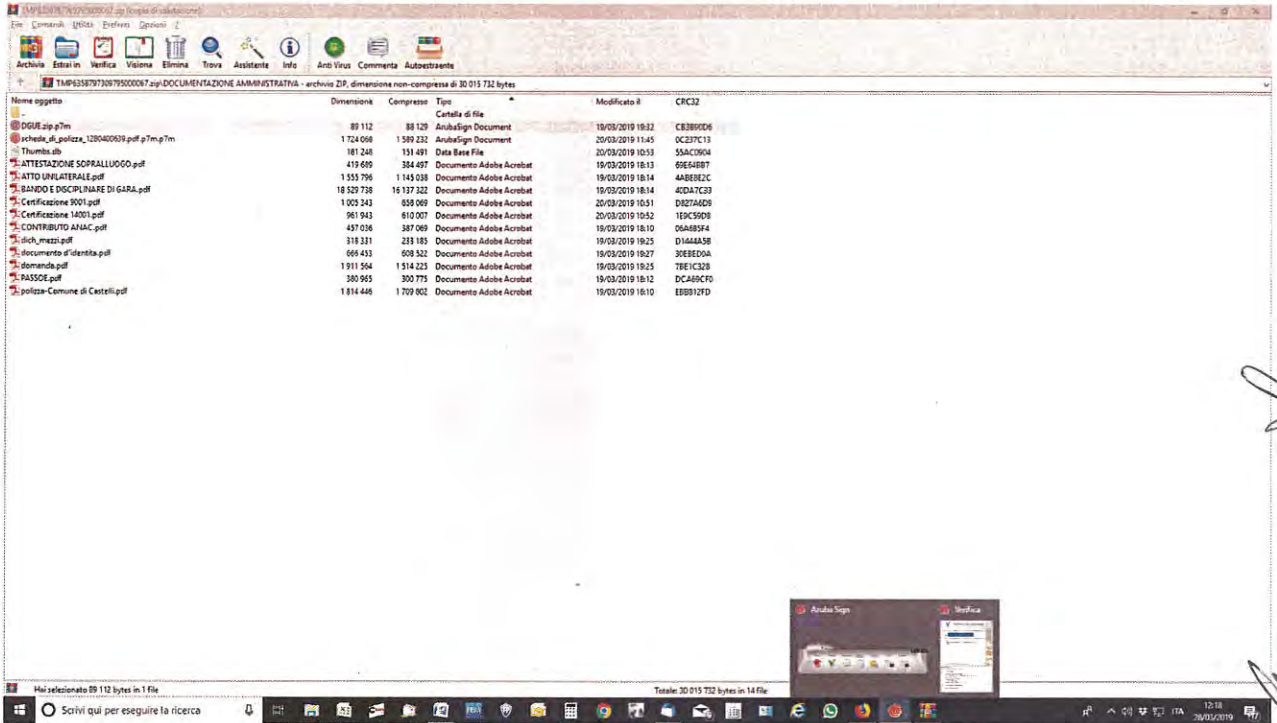 TMP6358797309795000067.zip (copia di valutazione)
File Comandi Utilità Preferiti Opzioni ?
Archivia Estrai in Verifica Visiona Elimina Trova Assistente Info Anti Virus Commenta Autoestraente
TMP6358797309795000067.zip\DOCUMENTAZIONE AMMINISTRATIVA - archivio ZIP, dimensione non-compressa di 30 015 732 bytes
Nome oggetto Dimensione Compresso Tipo Modificato il CRC32
.. Cartella di file
DGUE.zip.p7m 89 112 88 129 ArubaSign Document 19/03/2019 19:32 CB3B90D6
scheda_di_polizza_1280400639.pdf.p7m.p7m 1 724 068 1 589 232 ArubaSign Document 20/03/2019 11:45 0C237C13
Thumbs.db 181 248 151 491 Data Base File 20/03/2019 10:53 55AC0904
ATTESTAZIONE SOPRALLUOGO.pdf 419 689 384 497 Documento Adobe Acrobat 19/03/2019 18:13 69E64BB7
ATTO UNILATERALE.pdf 1 555 796 1 145 038 Documento Adobe Acrobat 19/03/2019 18:14 4ABE8E2C
BANDO E DISCIPLINARE DI GARA.pdf 18 529 738 16 137 322 Documento Adobe Acrobat 19/03/2019 18:14 40DA7C33
Certificazione 9001.pdf 1 005 243 658 069 Documento Adobe Acrobat 20/03/2019 10:51 D827A6D9
Certificazione 14001.pdf 961 943 610 007 Documento Adobe Acrobat 20/03/2019 10:52 1E9C59D8
CONTRIBUTO ANAC.pdf 457 036 387 069 Documento Adobe Acrobat 19/03/2019 18:10 06A685F4
dich_mezzi.pdf 318 331 233 185 Documento Adobe Acrobat 19/03/2019 19:25 D1444A5B
documento d'identita.pdf 666 453 608 522 Documento Adobe Acrobat 19/03/2019 19:27 30EBED0A
domanda.pdf 1 911 564 1 514 225 Documento Adobe Acrobat 19/03/2019 19:25 7BE1C328
PASSOE.pdf 380 965 300 775 Documento Adobe Acrobat 19/03/2019 18:12 DCA69CF0
polizza-Comune di Castelli.pdf 1 814 446 1 709 802 Documento Adobe Acrobat 19/03/2019 16:10 EBBB12FD
Aruba Sign Verifica
Hai selezionato 89 112 bytes in 1 file Totale: 30 015 732 bytes in 14 file
Scrivi qui per eseguire la ricerca ITA 12:18
28/03/2019